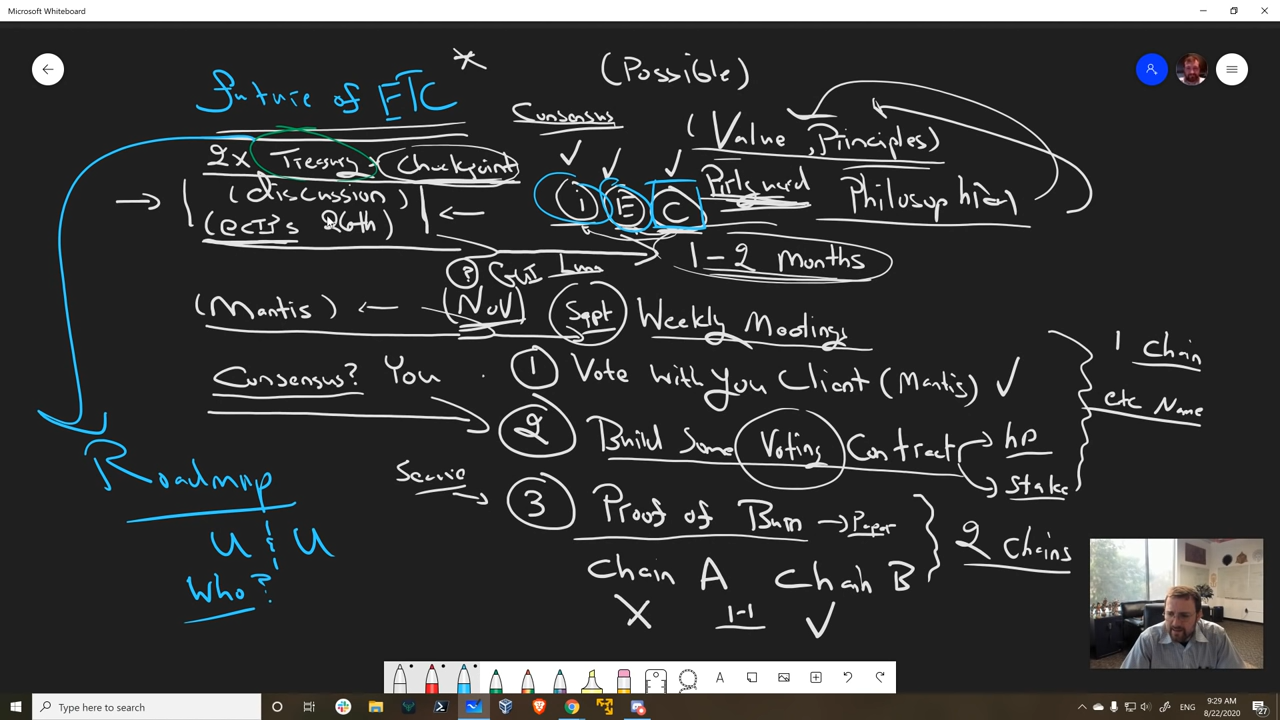 Microsoft Whiteboard
future of ETC
(Possible)
Consensus
(Value, Principles)
2x Treasury x Checkpoint
(discussion)
(ECIPs 26th)
I E C
Philosophical
1-2 months
? GUI
(Mantis) ← (Nov) Sept Weekly Meetings
Consensus? You
1 Vote with You Client (Mantis)
2 Build Some Voting Contract → hp
→ Stake
1 Chain
etc Name
3 Proof of Burn → Paper
2 chains
Chain A Chain B
X 1-1
Roadmap
U & U
Who?
A
Type here to search
ENG
9:29 AM
8/22/2020
27